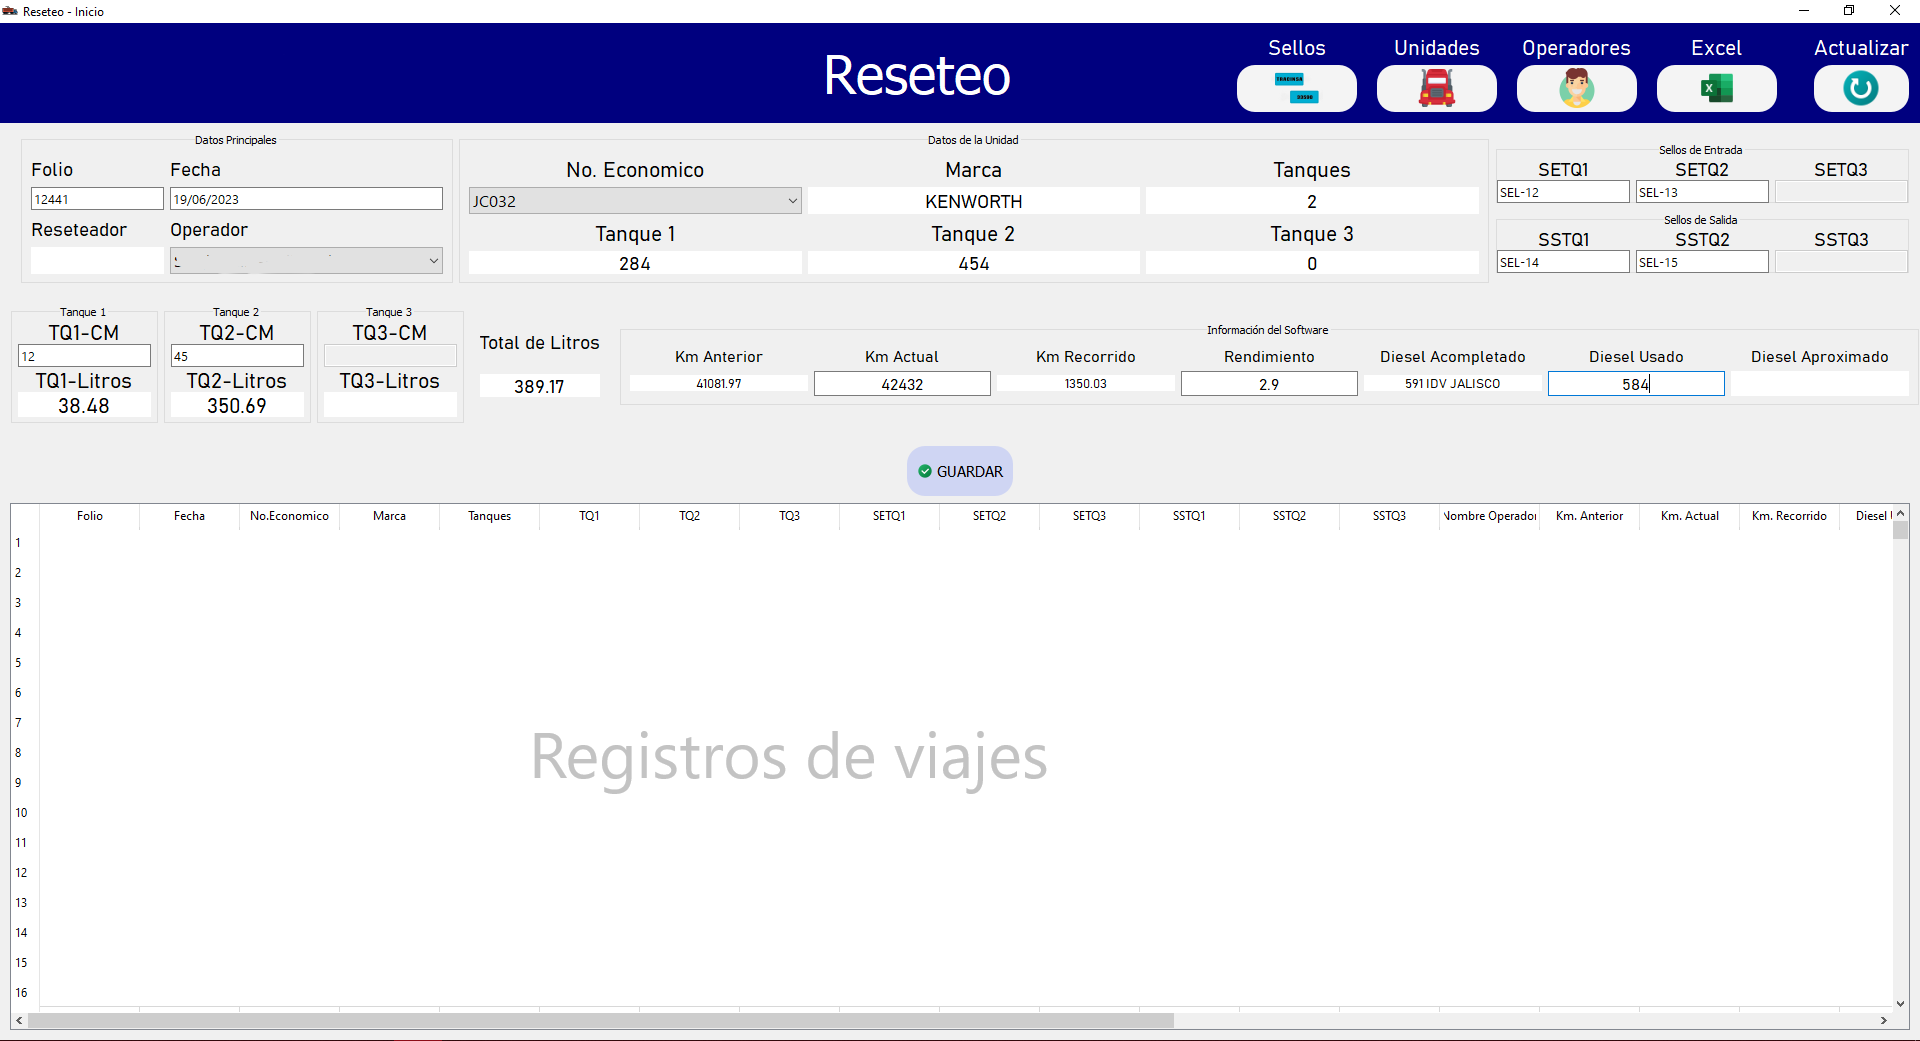 Reseteo - Inicio
Reseteo
Sellos
Unidades
Operadores
Excel
Actualizar
TRADINSA
Datos Principales
Folio
Fecha
12441
19/06/2023
Reseteador
Operador
Datos de la Unidad
No. Economico
Marca
Tanques
JC032
KENWORTH
2
Tanque 1
Tanque 2
Tanque 3
284
454
0
Sellos de Entrada
SETQ1
SETQ2
SETQ3
SEL-12
SEL-13
Sellos de Salida
SSTQ1
SSTQ2
SSTQ3
SEL-14
SEL-15
Tanque 1
TQ1-CM
12
TQ1-Litros
38.48
Tanque 2
TQ2-CM
45
TQ2-Litros
350.69
Tanque 3
TQ3-CM
TQ3-Litros
Total de Litros
389.17
Información del Software
Km Anterior
Km Actual
Km Recorrido
Rendimiento
Diesel Acompletado
Diesel Usado
Diesel Aproximado
41081.97
42432
1350.03
2.9
591 IDV JALISCO
584
GUARDAR
Folio
Fecha
No.Economico
Marca
Tanques
TQ1
TQ2
TQ3
SETQ1
SETQ2
SETQ3
SSTQ1
SSTQ2
SSTQ3
Nombre Operador
Km. Anterior
Km. Actual
Km. Recorrido
Diesel
1
2
3
4
5
6
7
8
9
10
11
12
13
14
15
16
Registros de viajes